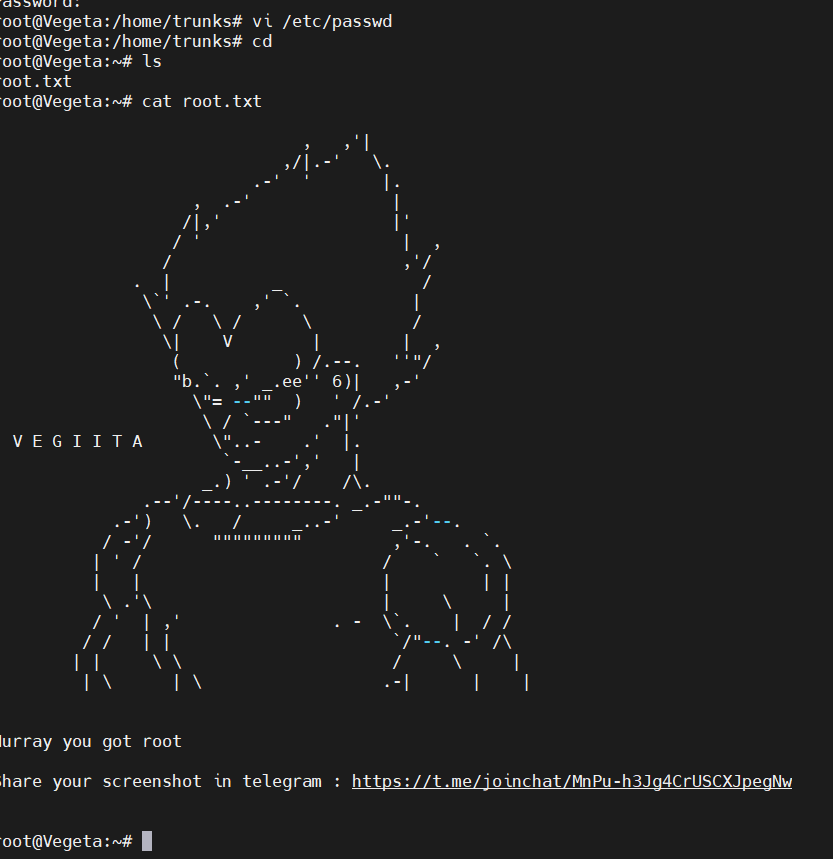 assword:
root@Vegeta:/home/trunks# vi /etc/passwd
root@Vegeta:/home/trunks# cd
root@Vegeta:~# ls
root.txt
root@Vegeta:~# cat root.txt
V E G I I T A
Hurray you got root
Share your screenshot in telegram : https://t.me/joinchat/MnPu-h3Jg4CrUSCXJpegNw
root@Vegeta:~#